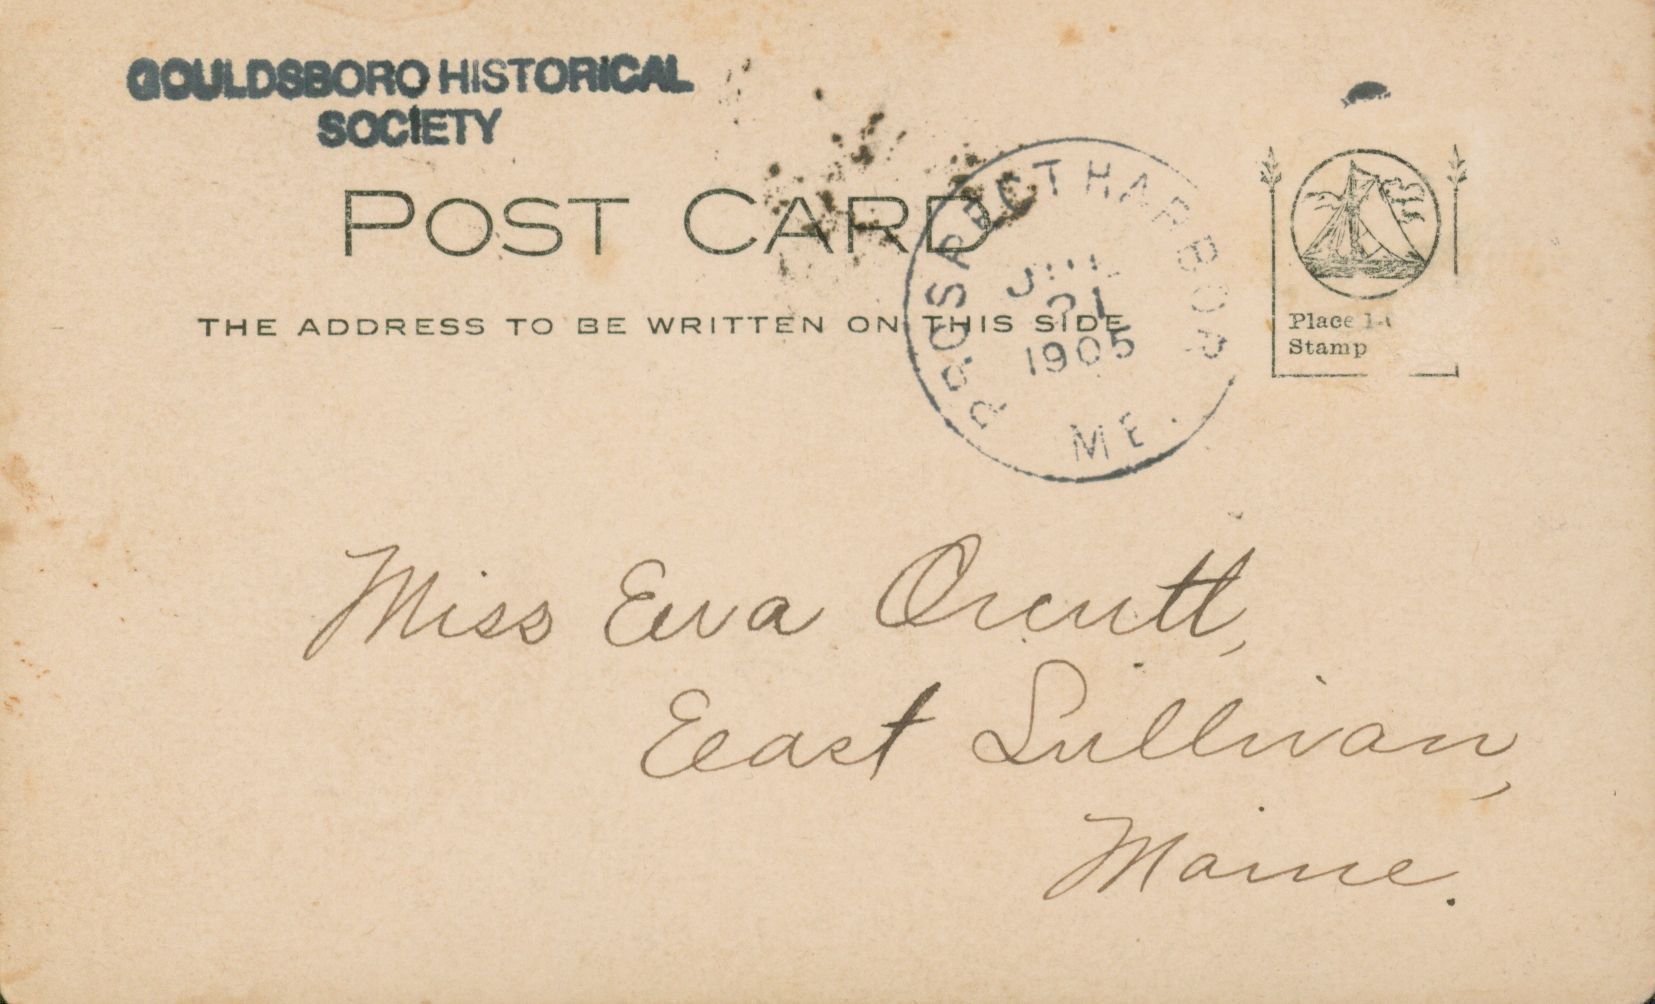 GOULDSBORO HISTORICAL
SOCIETY
POST CARD
THE ADDRESS TO BE WRITTEN ON THIS SIDE
PROSPECT HARBOR
21
1905
ME.
Place
Stamp
Miss Eva Orcutt,
East Sullivan,
Maine.